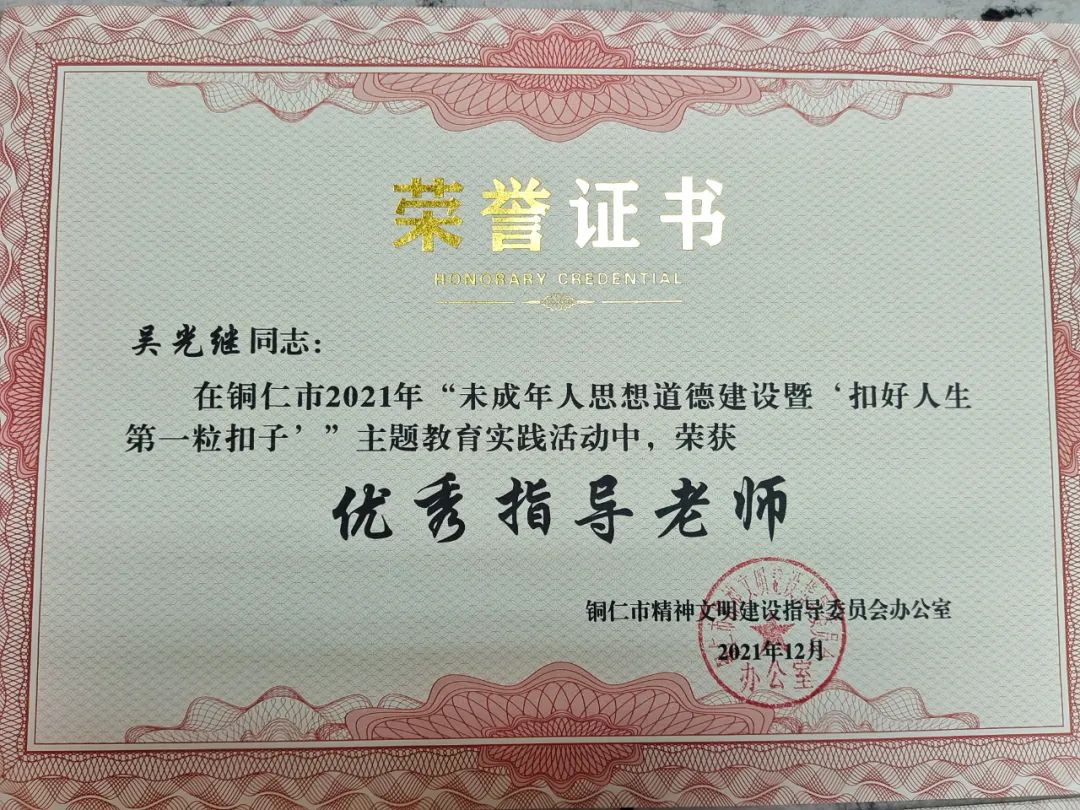 荣誉证书
HONORARY CREDENTIAL
吴光继同志：
在铜仁市2021年“未成年人思想道德建设暨‘扣好人生
第一粒扣子’”主题教育实践活动中，荣获
优秀指导老师
铜仁市精神文明建设指导委员会办公室
2021年12月
办公室